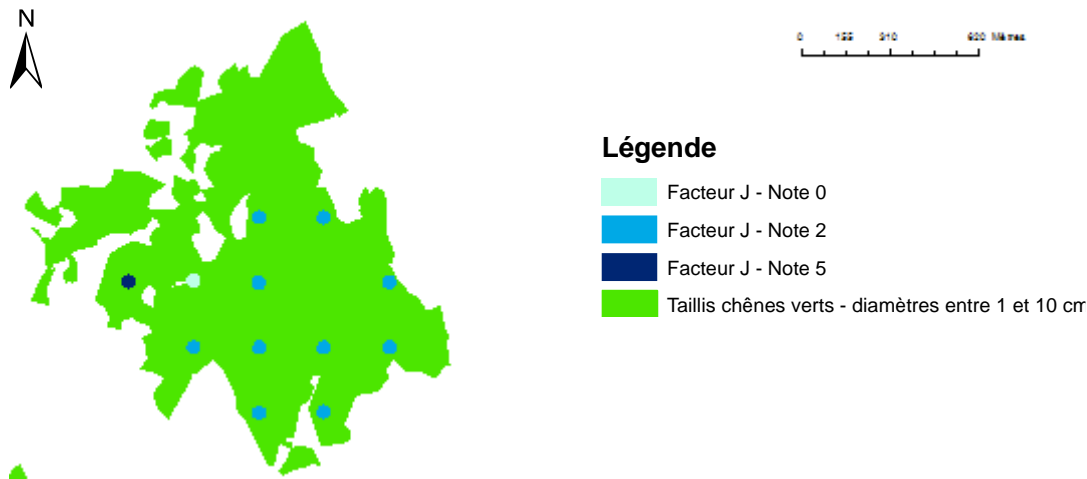 N
0 155 310 620 Mètres
Légende
Facteur J - Note 0
Facteur J - Note 2
Facteur J - Note 5
Taillis chênes verts - diamètres entre 1 et 10 cm